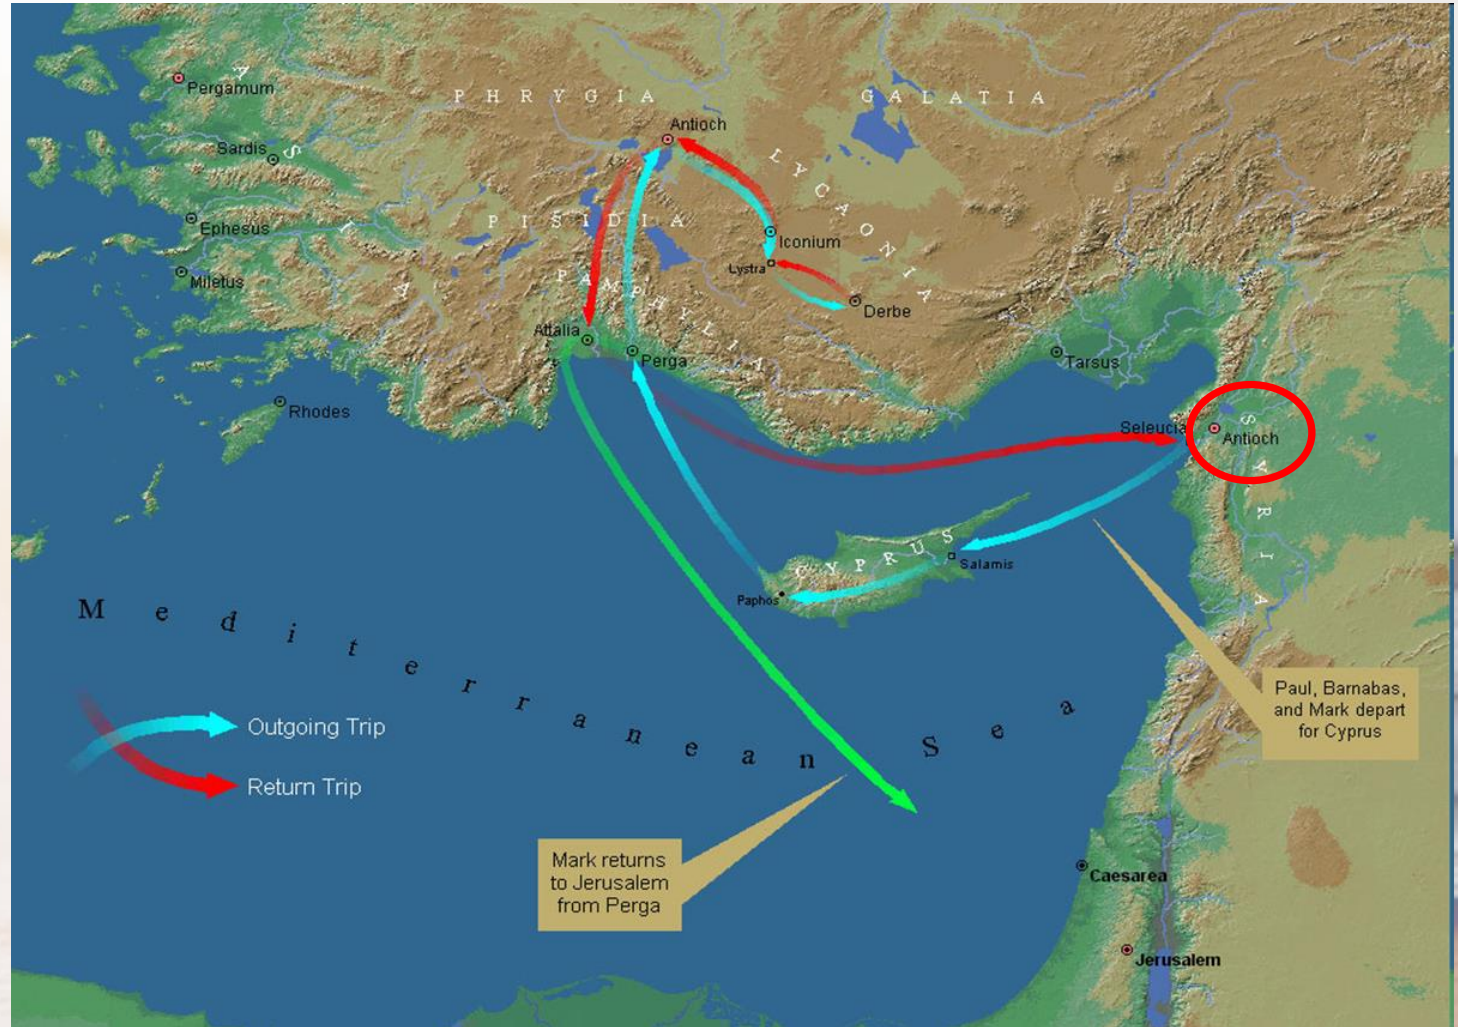 Pergamum
A S I A
PHRYGIA
GALATIA
Antioch
Sardis
LYCAONIA
PISIDIA
Ephesus
Iconium
Lystra
Miletus
PAMPHYLIA
Derbe
Attalia
Perga
Tarsus
Rhodes
Seleucia
Antioch
SYRIA
CYPRUS
Salamis
Paphos
Mediterranean Sea
Paul, Barnabas,
and Mark depart
for Cyprus
Outgoing Trip
Return Trip
Mark returns
to Jerusalem
from Perga
Caesarea
Jerusalem